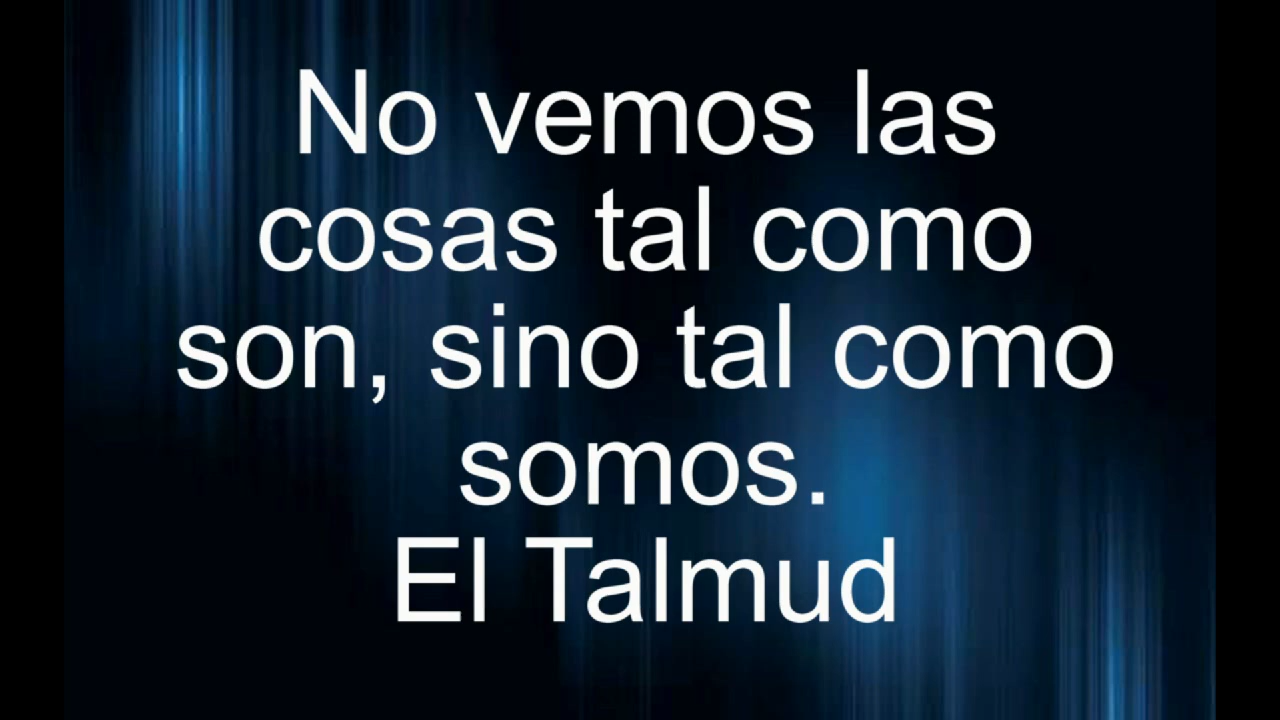 No vemos las
cosas tal como
son, sino tal como
somos.
El Talmud